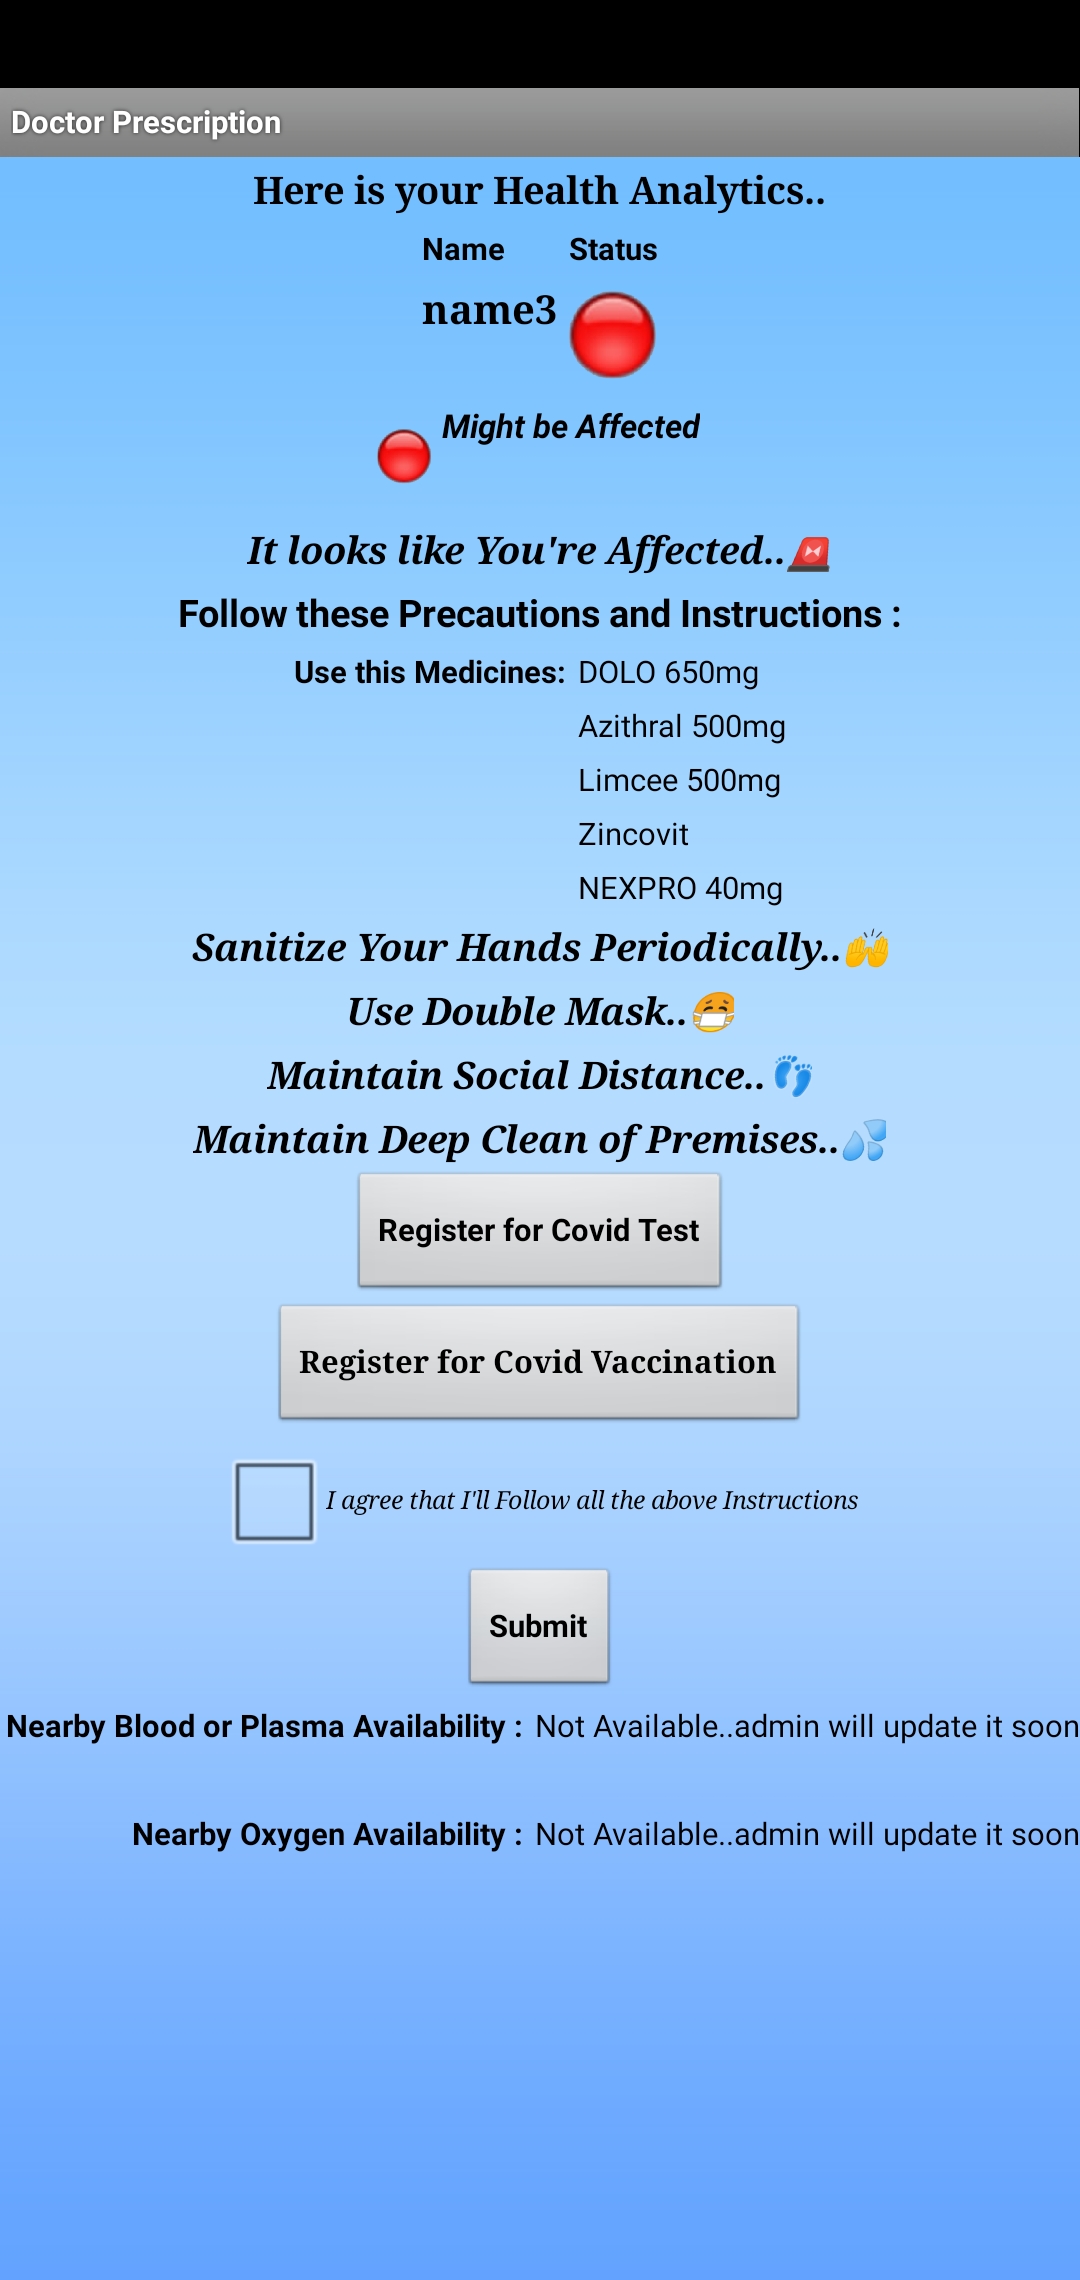 Doctor Prescription
Here is your Health Analytics..
Name Status
name3
Might be Affected
It looks like You're Affected..🚨
Follow these Precautions and Instructions :
Use this Medicines: DOLO 650mg
Azithral 500mg
Limcee 500mg
Zincovit
NEXPRO 40mg
Sanitize Your Hands Periodically..🙌
Use Double Mask..😷
Maintain Social Distance..👣
Maintain Deep Clean of Premises..💦
Register for Covid Test
Register for Covid Vaccination
I agree that I'll Follow all the above Instructions
Submit
Nearby Blood or Plasma Availability : Not Available..admin will update it soon
Nearby Oxygen Availability : Not Available..admin will update it soon